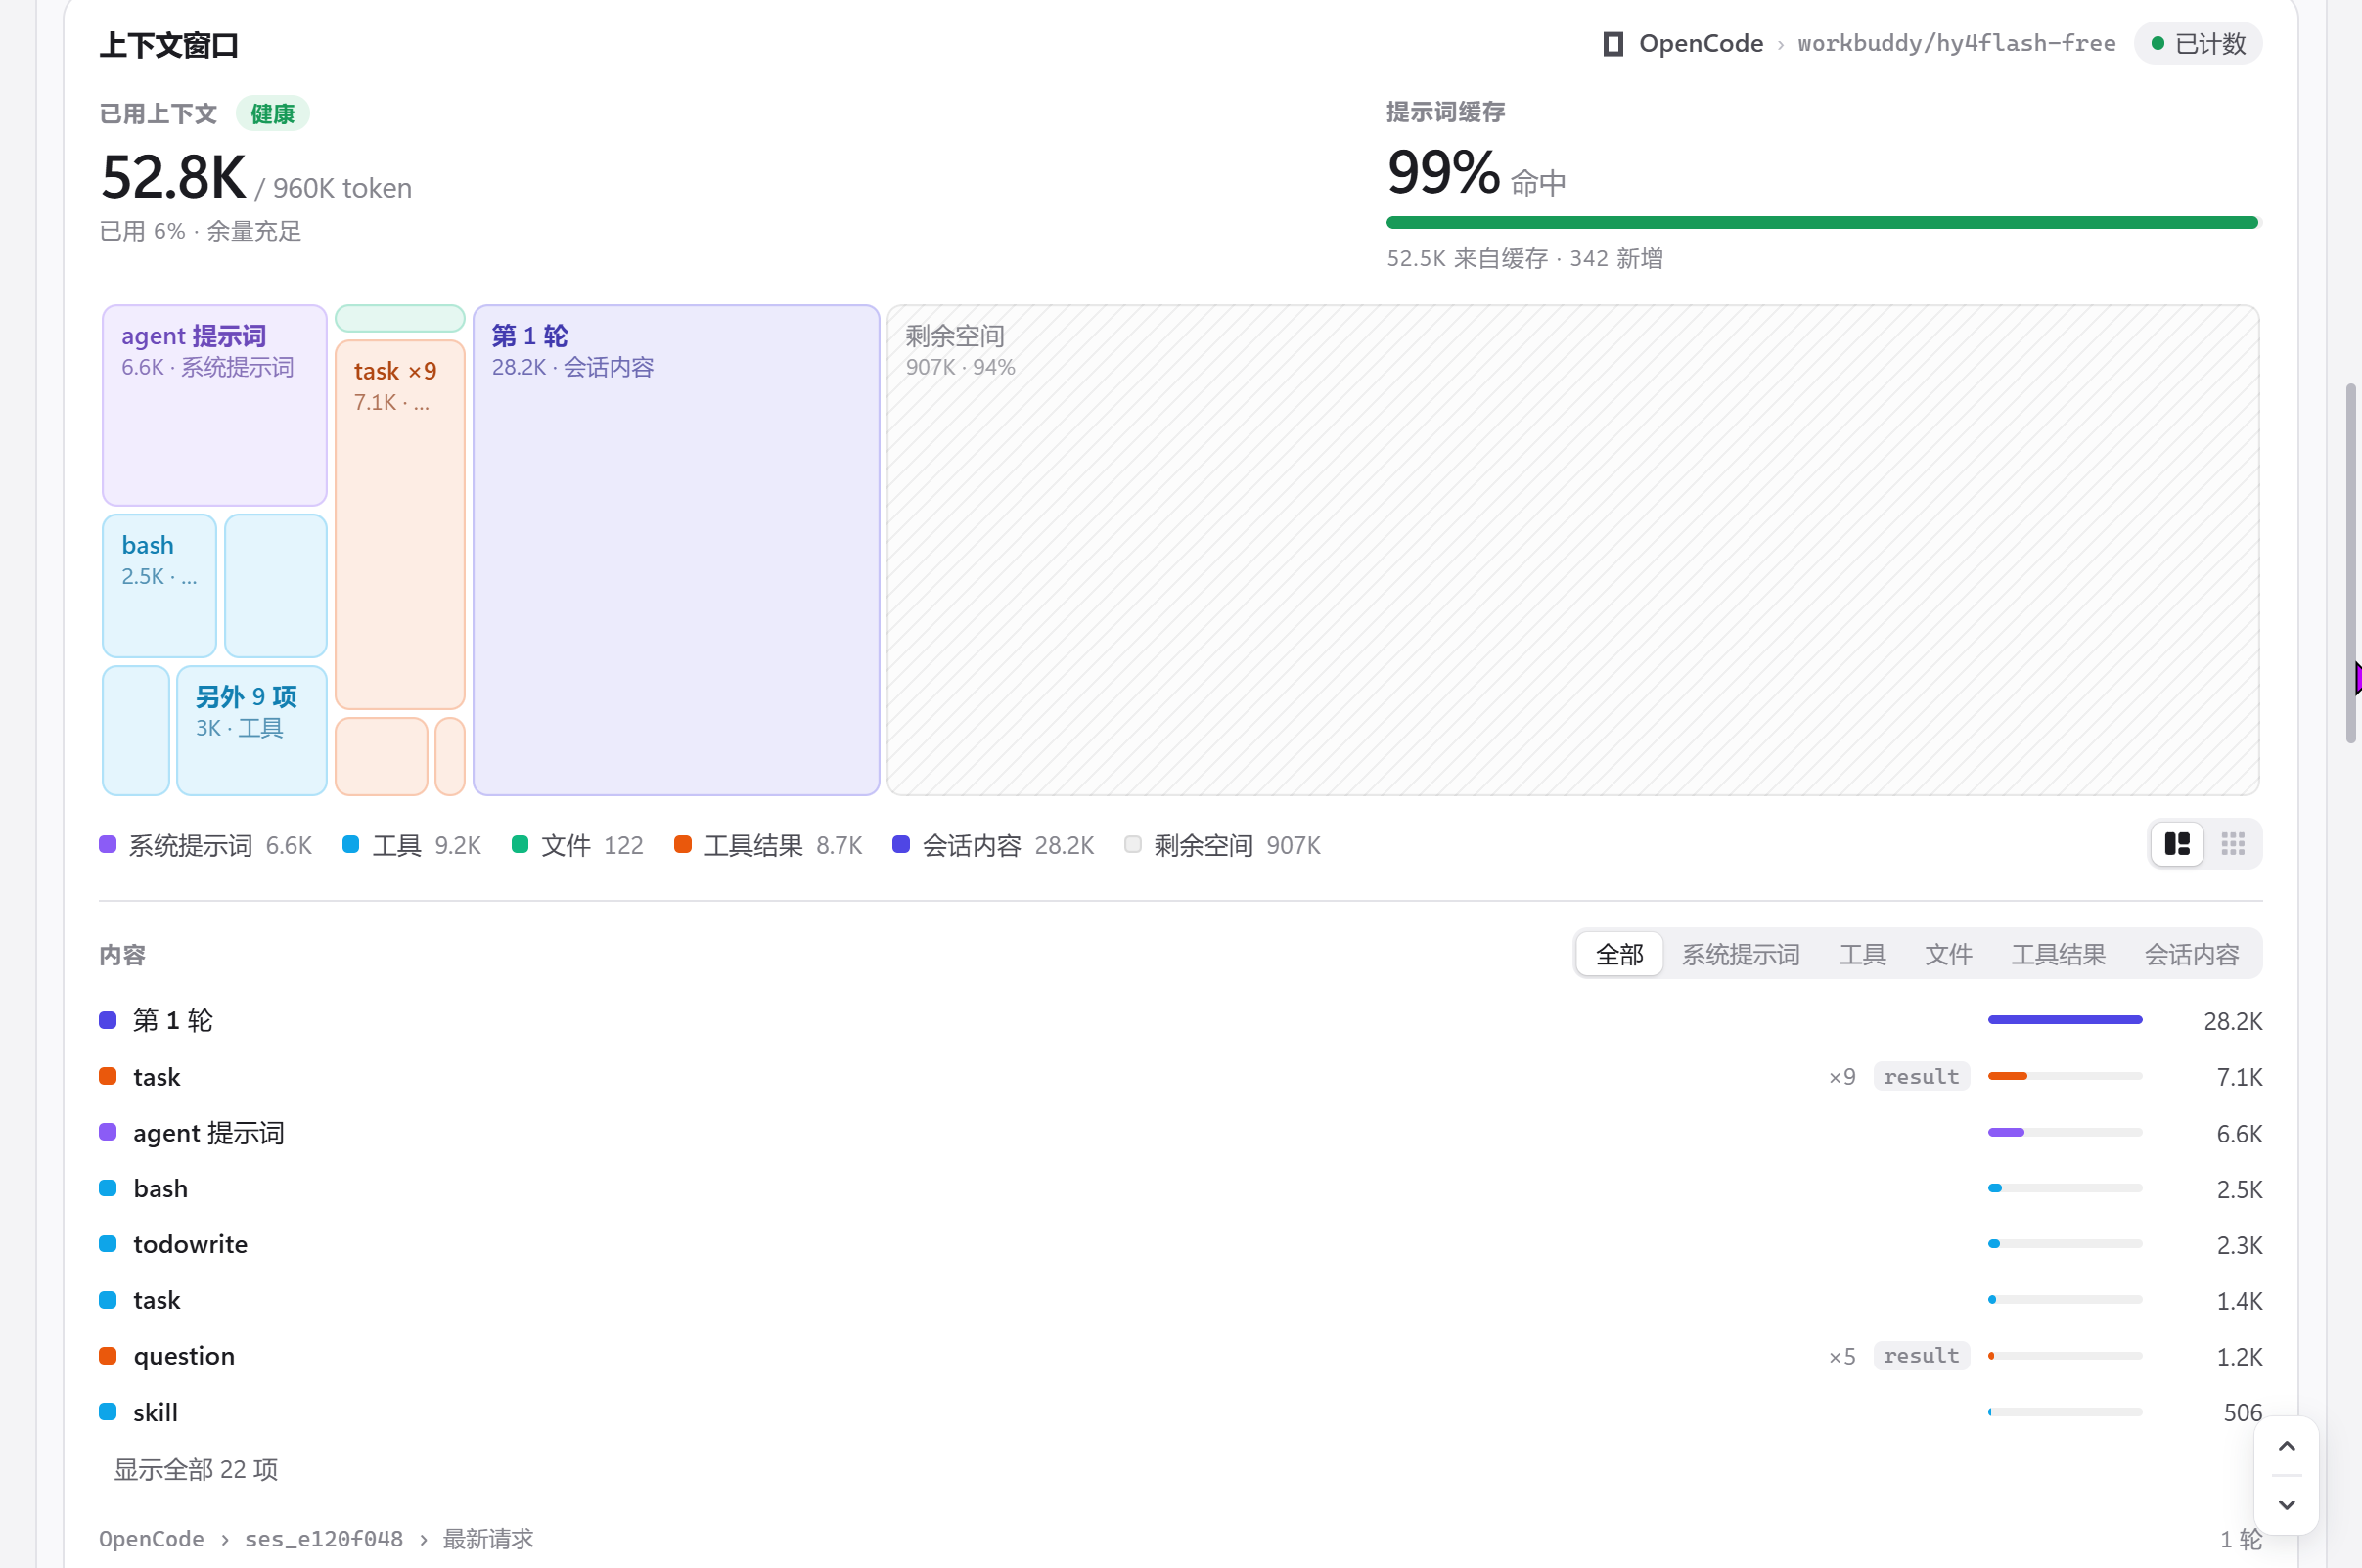 上下文窗口
OpenCode › workbuddy/hy4flash-free 已计数
已用上下文 健康
52.8K / 960K token
已用 6% · 余量充足
提示词缓存
99% 命中
52.5K 来自缓存 · 342 新增
agent 提示词
6.6K · 系统提示词
bash
2.5K · ...
另外 9 项
3K · 工具
task ×9
7.1K · ...
第 1 轮
28.2K · 会话内容
剩余空间
907K · 94%
系统提示词 6.6K 工具 9.2K 文件 122 工具结果 8.7K 会话内容 28.2K 剩余空间 907K
内容
全部 系统提示词 工具 文件 工具结果 会话内容
第 1 轮 28.2K
task ×9 result 7.1K
agent 提示词 6.6K
bash 2.5K
todowrite 2.3K
task 1.4K
question ×5 result 1.2K
skill 506
显示全部 22 项
OpenCode › ses_e120f048 › 最新请求 1 轮